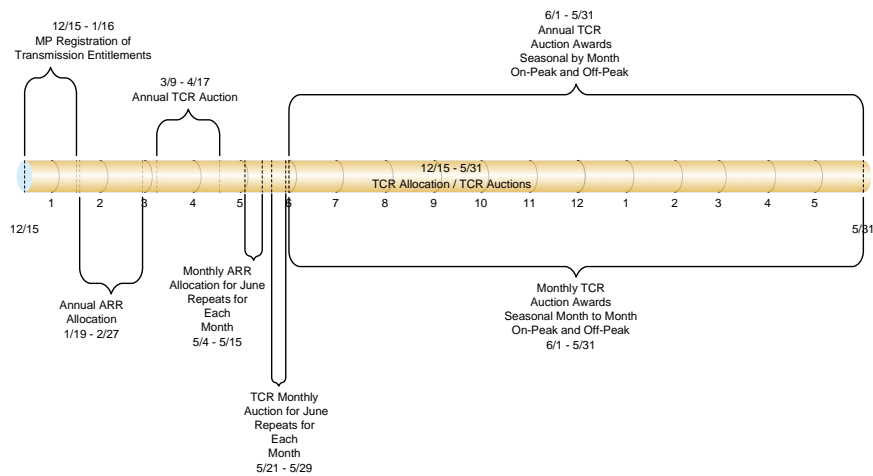 12/15 - 1/16
MP Registration of
Transmission Entitlements
3/9 - 4/17
Annual TCR Auction
6/1 - 5/31
Annual TCR
Auction Awards
Seasonal by Month
On-Peak and Off-Peak
12/15 - 5/31
TCR Allocation / TCR Auctions
1 2 3 4 5 6 7 8 9 10 11 12 1 2 3 4 5
12/15
5/31
Annual ARR
Allocation
1/19 - 2/27
Monthly ARR
Allocation for June
Repeats for
Each
Month
5/4 - 5/15
TCR Monthly
Auction for June
Repeats for
Each
Month
5/21 - 5/29
Monthly TCR
Auction Awards
Seasonal Month to Month
On-Peak and Off-Peak
6/1 - 5/31